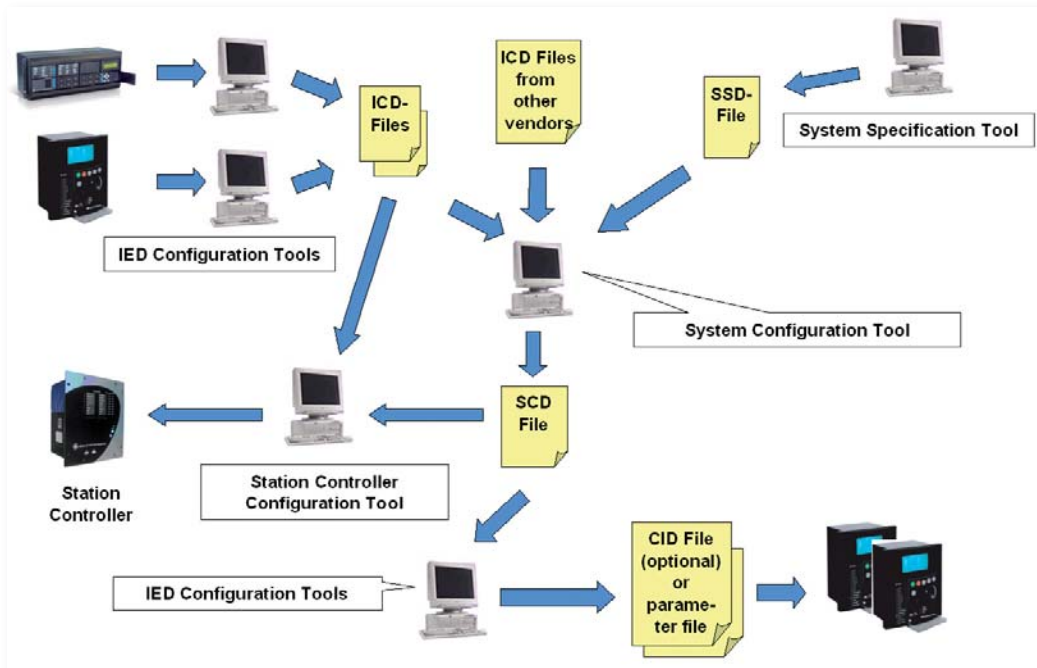 ICD-
Files
ICD Files
from
other
vendors
SSD-
File
System Specification Tool
IED Configuration Tools
System Configuration Tool
SCD
File
Station
Controller
Station Controller
Configuration Tool
IED Configuration Tools
CID File
(optional)
or
parame-
ter file